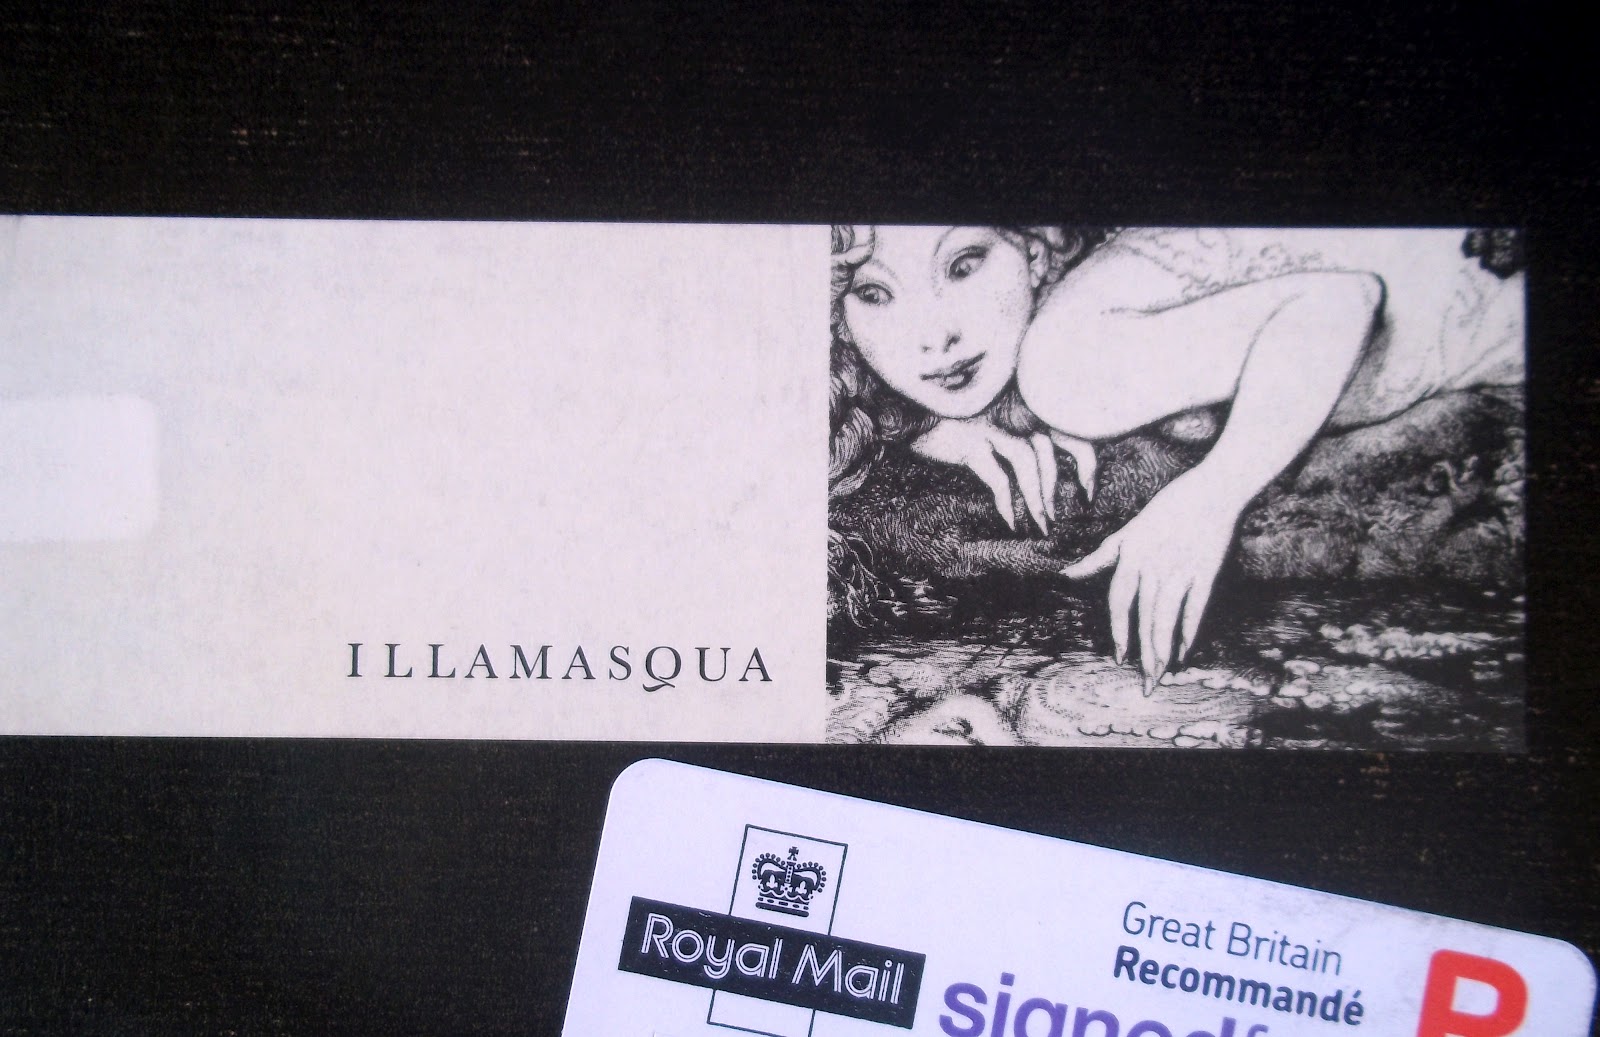 ILLAMASQUA
Royal Mail
Great Britain
Recommandé
R